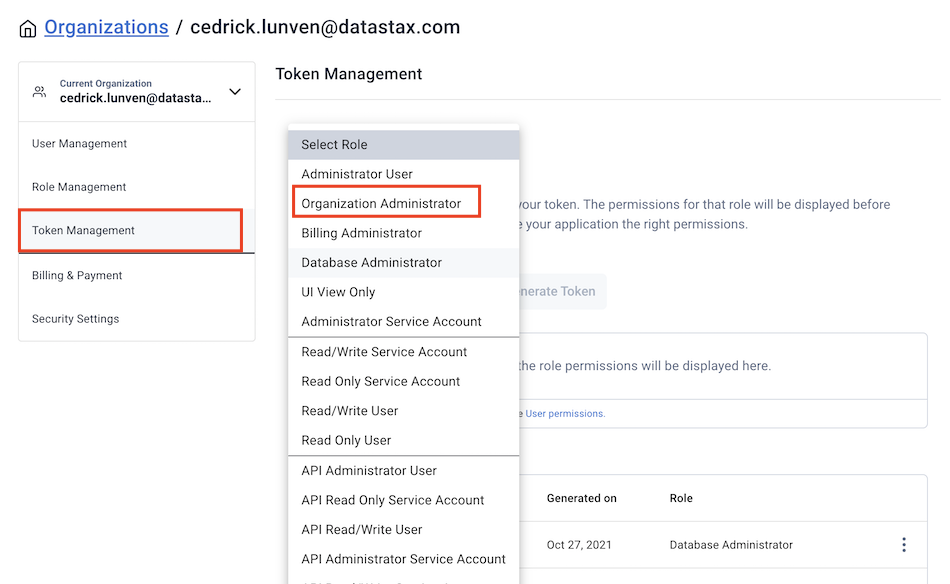 Organizations / cedrick.lunven@datastax.com
Current Organization
cedrick.lunven@datasta...
User Management
Role Management
Token Management
Billing & Payment
Security Settings
Token Management
Select Role
Administrator User
Organization Administrator
Billing Administrator
Database Administrator
UI View Only
Administrator Service Account
Read/Write Service Account
Read Only Service Account
Read/Write User
Read Only User
API Administrator User
API Read Only Service Account
API Read/Write User
API Administrator Service Account
your token. The permissions for that role will be displayed before
your application the right permissions.
Token
the role permissions will be displayed here.
User permissions.
Generated on Role
Oct 27, 2021 Database Administrator